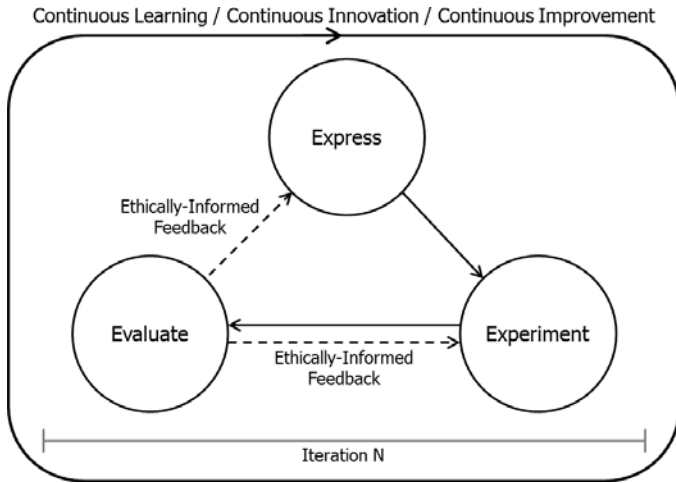 Continuous Learning / Continuous Innovation / Continuous Improvement
Express
Ethically-Informed
Feedback
Evaluate
Experiment
Ethically-Informed
Feedback
Iteration N